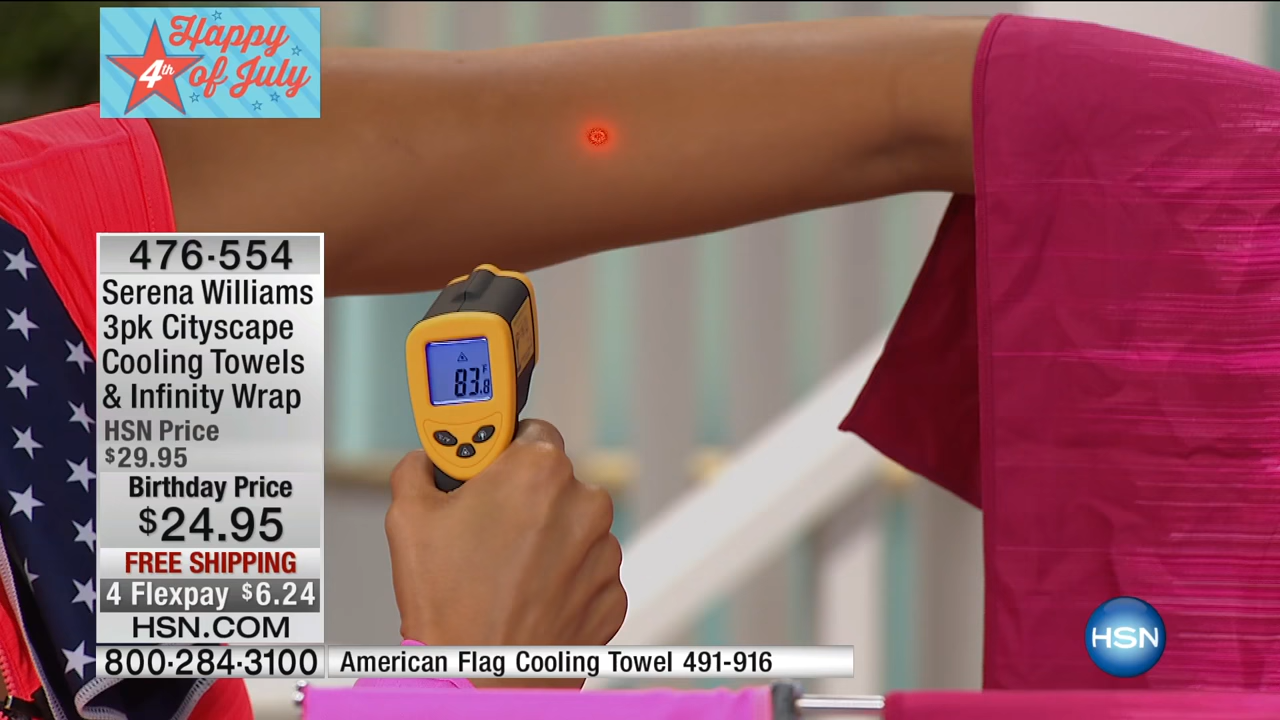 Happy
4th of July
476·554
Serena Williams
3pk Cityscape
Cooling Towels
& Infinity Wrap
HSN Price
$29.95
Birthday Price
$24.95
FREE SHIPPING
4 Flexpay $6.24
HSN.COM
800·284·3100
American Flag Cooling Towel 491-916
83.8 F
HSN